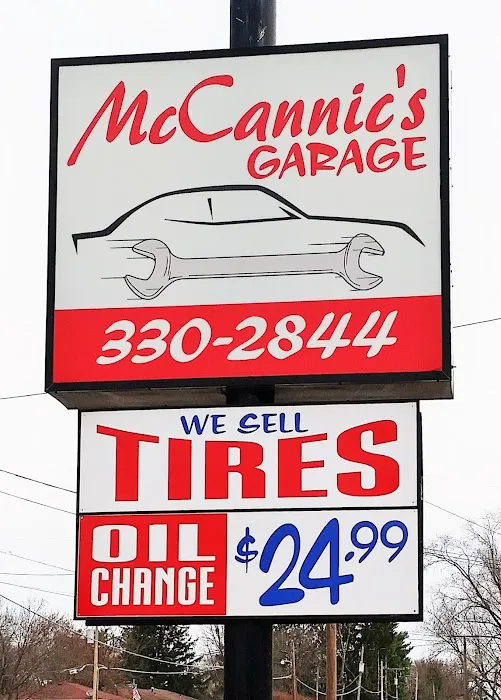 McCannic's
GARAGE
330-2844
WE SELL
TIRES
OIL
CHANGE
$24.99